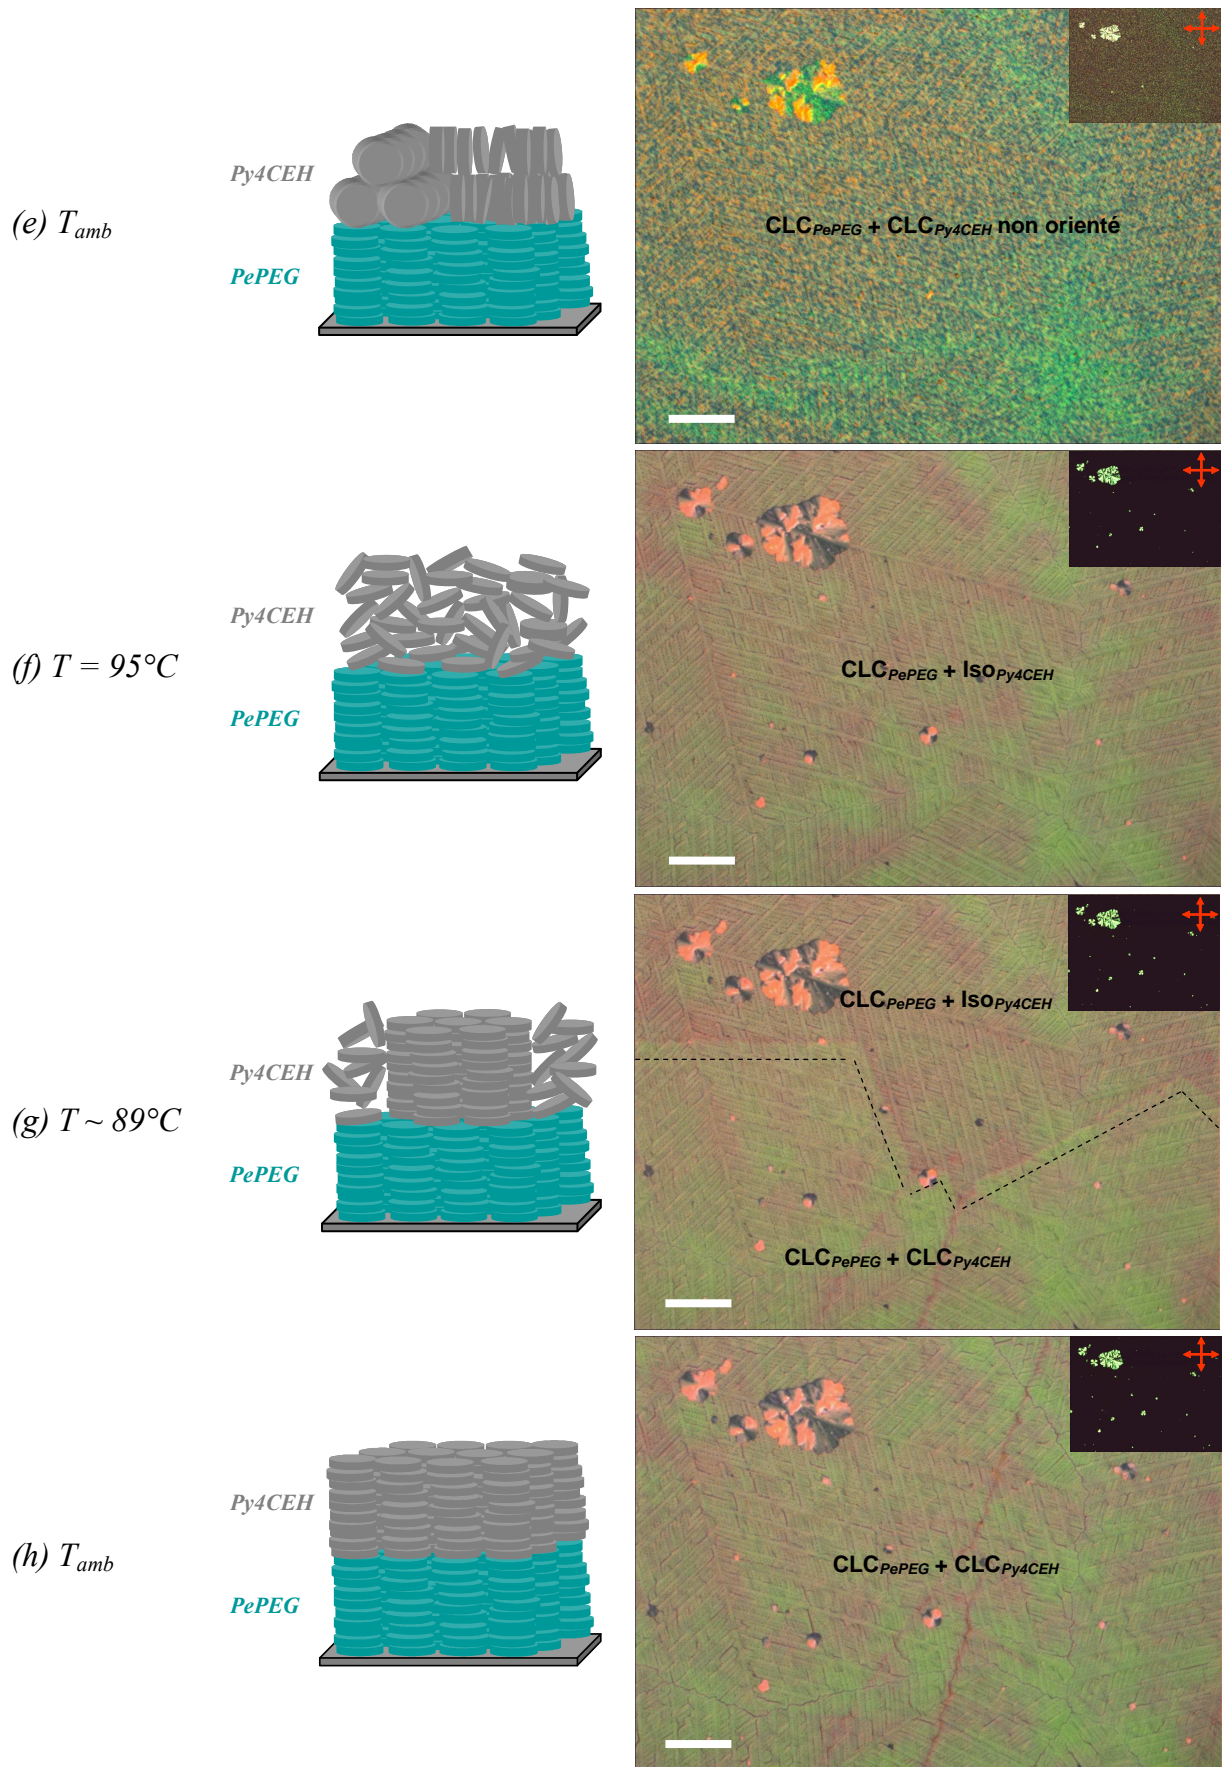 Py4CEH
(e) Tamb
CLCPePEG + CLCPy4CEH non orienté
PePEG
Py4CEH
(f) T = 95°C
CLCPePEG + IsoPy4CEH
PePEG
CLCPePEG + IsoPy4CEH
Py4CEH
(g) T ~ 89°C
PePEG
CLCPePEG + CLCPy4CEH
Py4CEH
(h) Tamb
CLCPePEG + CLCPy4CEH
PePEG